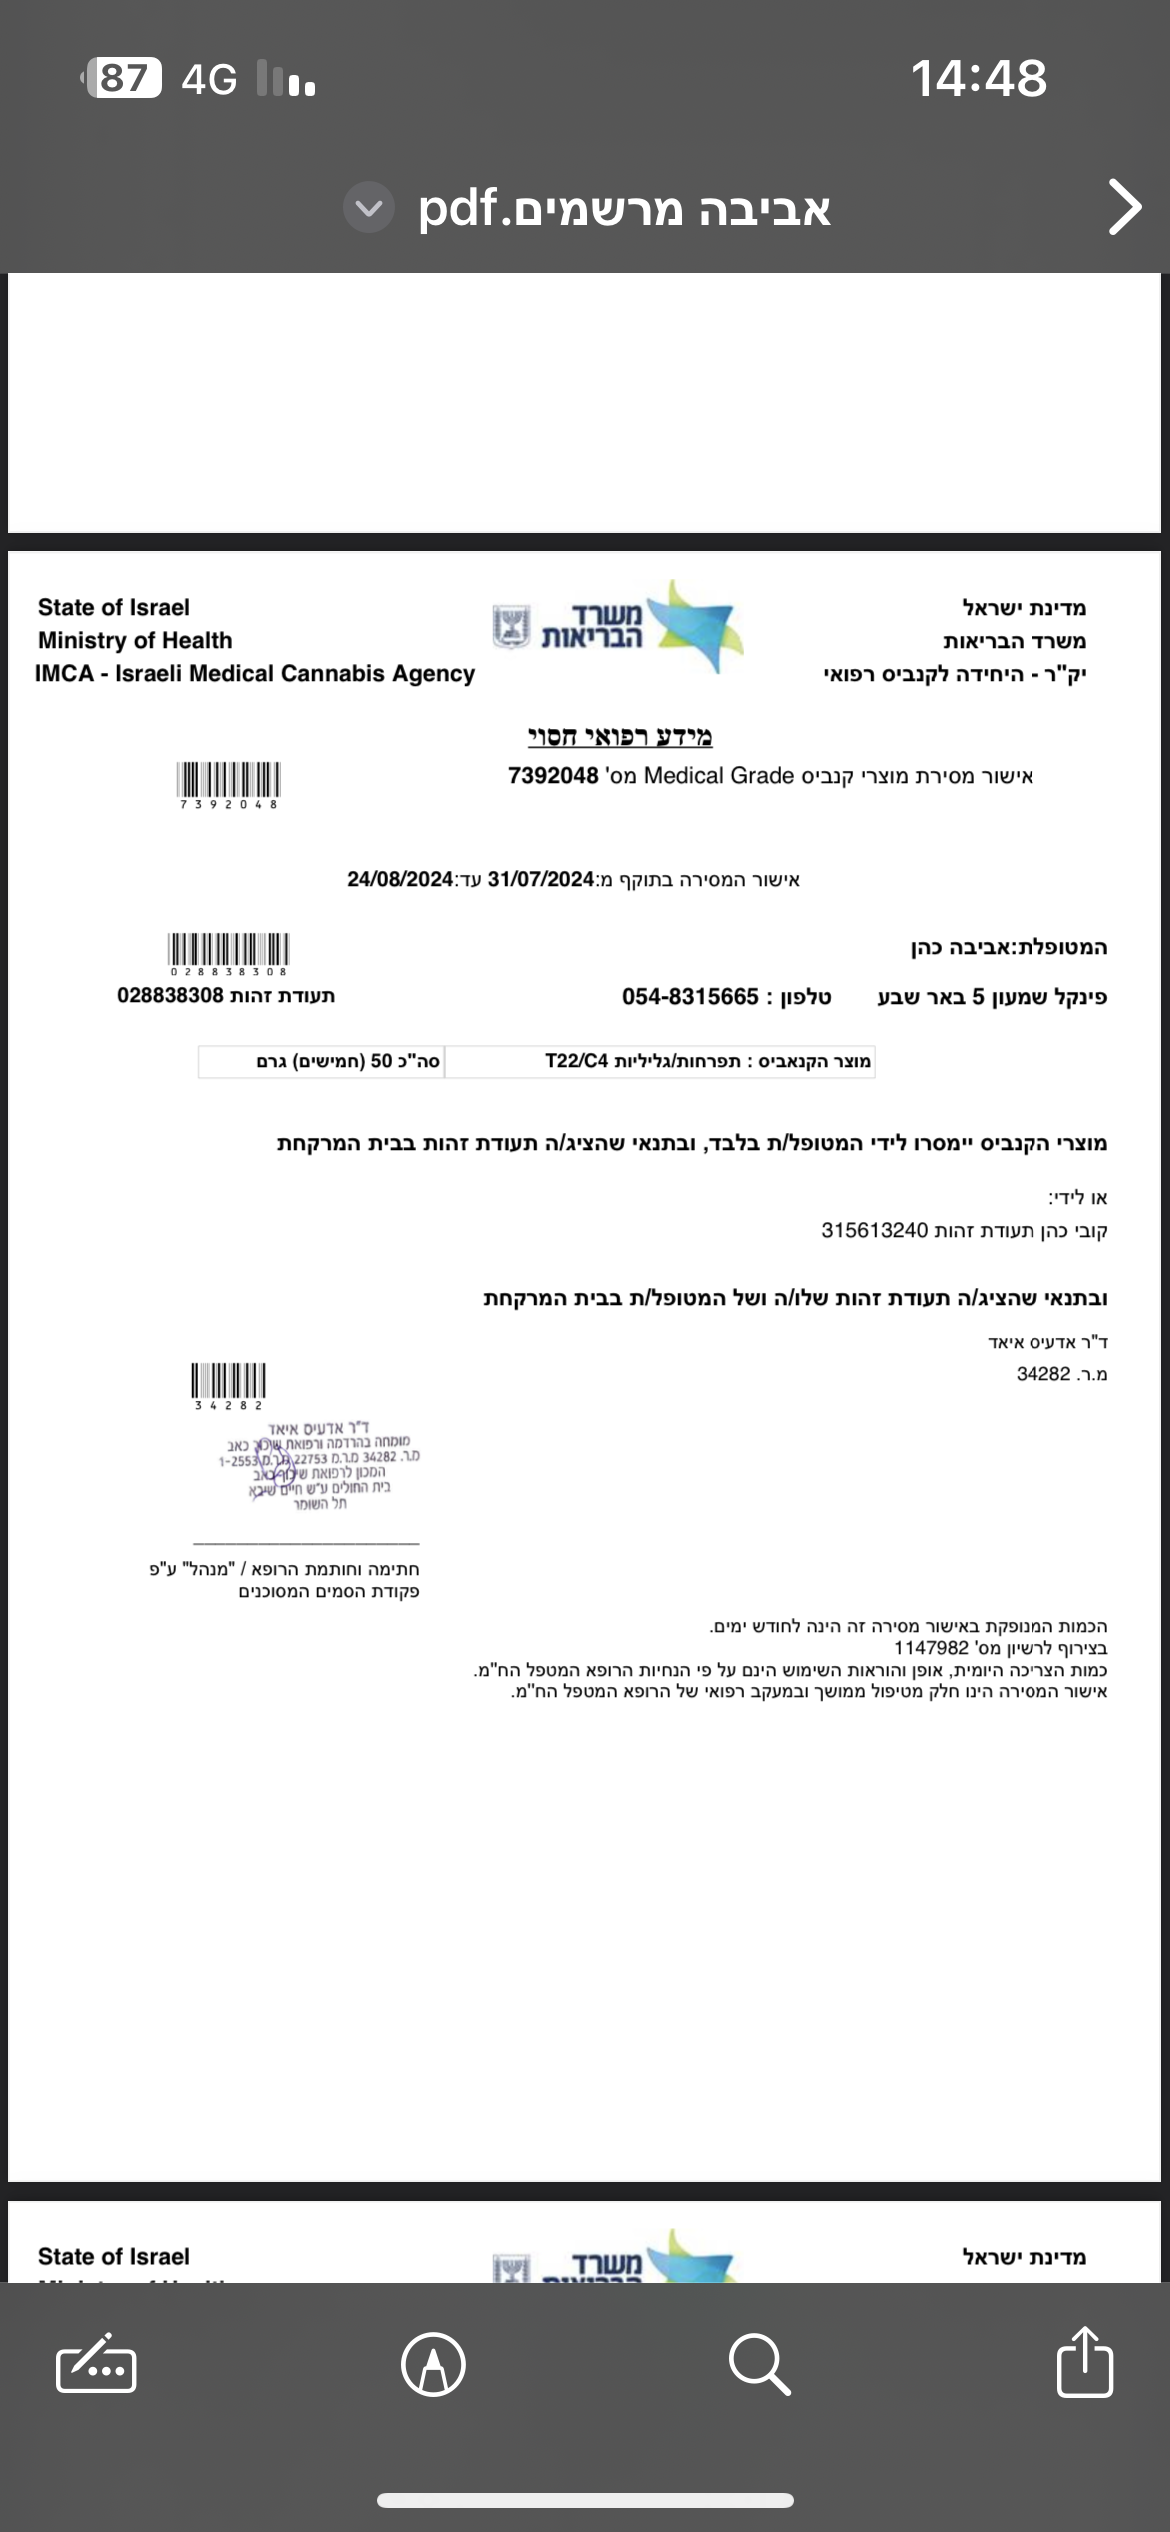 14:48
4G 87
אביבה מרשמים.pdf
State of Israel
Ministry of Health
IMCA - Israeli Medical Cannabis Agency
משרד
הבריאות
מדינת ישראל
משרד הבריאות
יק"ר - היחידה לקנביס רפואי
מידע רפואי חסוי
אישור מסירת מוצרי קנביס Medical Grade מס' 7392048
7392048
אישור המסירה בתוקף מ:31/07/2024 עד:24/08/2024
המטופלת:אביבה כהן
028838308
פינקל שמעון 5 באר שבע טלפון : 054-8315665 תעודת זהות 028838308
מוצר הקנאביס : תפרחות/גליליות T22/C4 סה"כ 50 (חמישים) גרם
מוצרי הקנביס יימסרו לידי המטופל/ת בלבד, ובתנאי שהציג/ה תעודת זהות בבית המרקחת
או לידי:
קובי כהן תעודת זהות 315613240
ובתנאי שהציג/ה תעודת זהות שלו/ה ושל המטופל/ת בבית המרקחת
ד"ר אדעיס איאד
מ.ר. 34282
34282
ד"ר אדעיס איאד
מומחה בהרדמה ורפואת שיכוך כאב
מ.ר. 34282 מ.ר.מ 22753 מ.ר.מ 1-2553
המכון לרפואת שיכוך כאב
בית החולים ע"ש חיים שיבא
תל השומר
חתימה וחותמת הרופא / "מנהל" ע"פ
פקודת הסמים המסוכנים
הכמות המנופקת באישור מסירה זה הינה לחודש ימים.
בצירוף לרשיון מס' 1147982
כמות הצריכה היומית, אופן והוראות השימוש הינם על פי הנחיות הרופא המטפל הח"מ.
אישור המסירה הינו חלק מטיפול ממושך ובמעקב רפואי של הרופא המטפל הח"מ.
State of Israel
משרד
מדינת ישראל